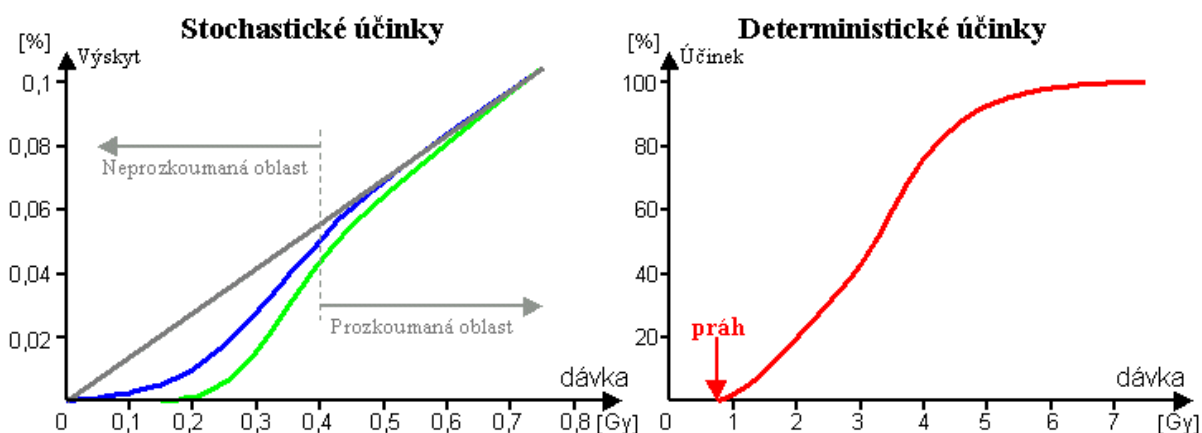 Stochastické účinky
[%]
Výskyt
0,1
0,08
Neprozkoumaná oblast
0,06
0,04
Prozkoumaná oblast
0,02
dávka
0 0,1 0,2 0,3 0,4 0,5 0,6 0,7 0,8 [Gy]
Deterministické účinky
[%]
Účinek
100
80
60
40
práh
20
dávka
0 1 2 3 4 5 6 7 [Gy]